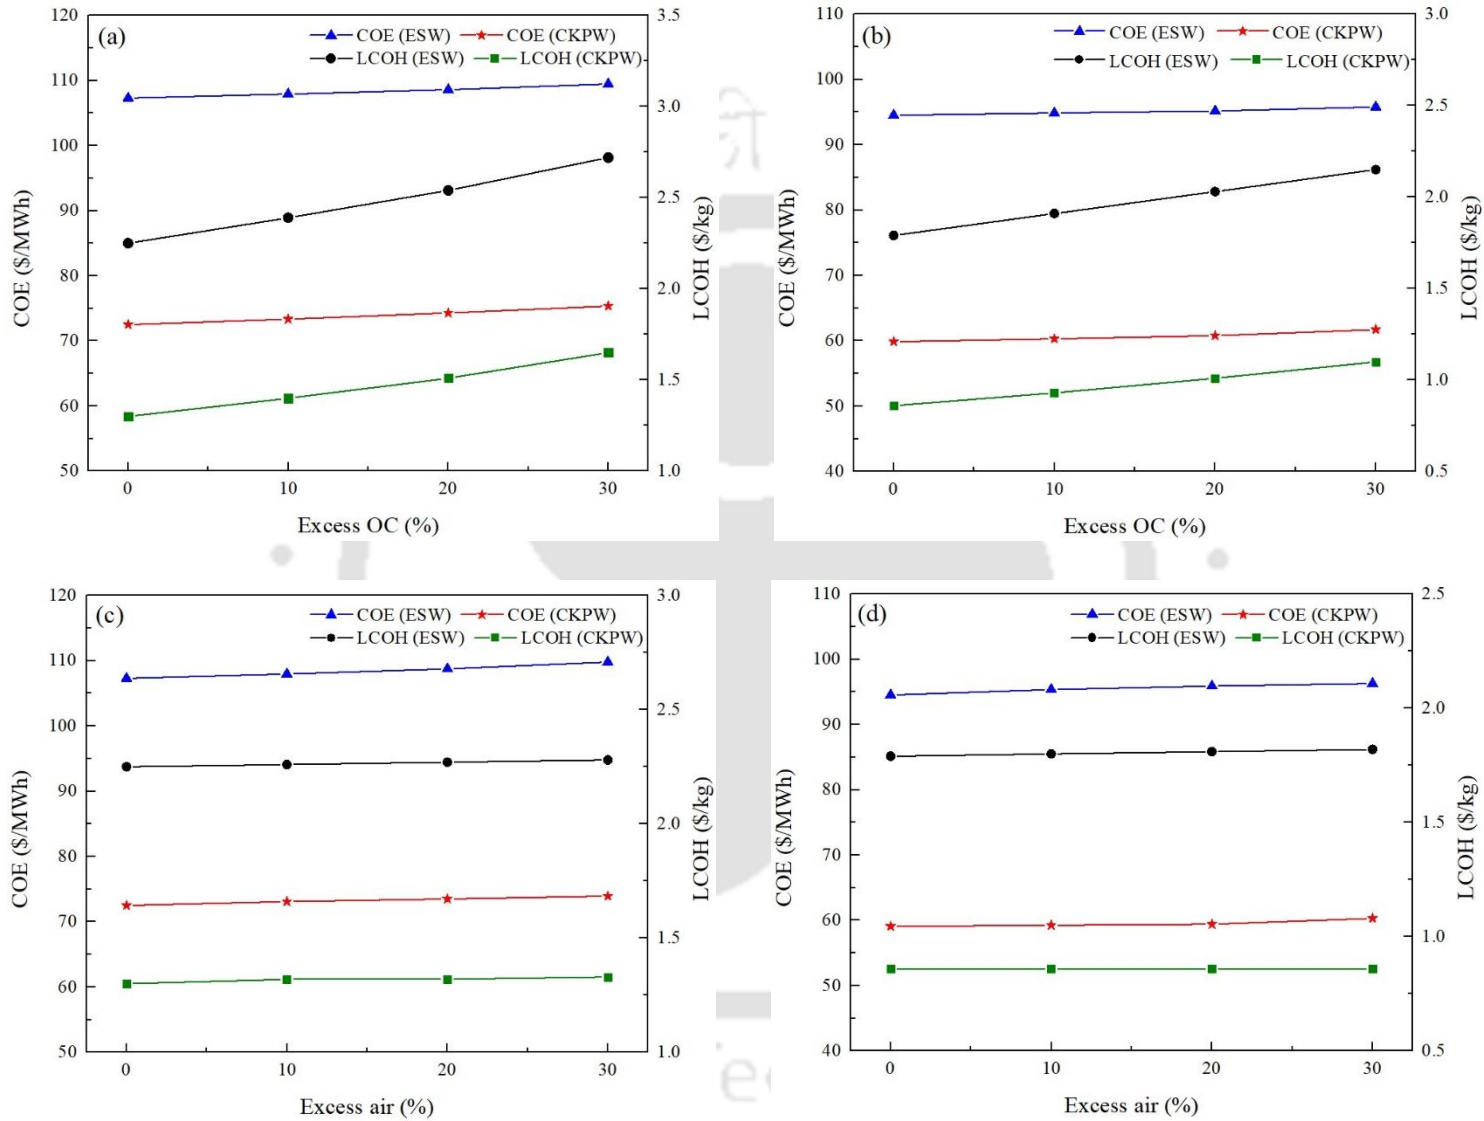 (a)
COE (ESW) COE (CKPW)
LCOH (ESW) LCOH (CKPW)
120
110
100
90
80
70
60
50
COE ($/MWh)
3.5
3.0
2.5
2.0
1.5
1.0
LCOH ($/kg)
0 10 20 30
Excess OC (%)
(b)
COE (ESW) COE (CKPW)
LCOH (ESW) LCOH (CKPW)
110
100
90
80
70
60
50
40
COE ($/MWh)
3.0
2.5
2.0
1.5
1.0
0.5
LCOH ($/kg)
0 10 20 30
Excess OC (%)
(c)
COE (ESW) COE (CKPW)
LCOH (ESW) LCOH (CKPW)
120
110
100
90
80
70
60
50
COE ($/MWh)
3.0
2.5
2.0
1.5
1.0
LCOH ($/kg)
0 10 20 30
Excess air (%)
(d)
COE (ESW) COE (CKPW)
LCOH (ESW) LCOH (CKPW)
110
100
90
80
70
60
50
40
COE ($/MWh)
2.5
2.0
1.5
1.0
0.5
LCOH ($/kg)
0 10 20 30
Excess air (%)